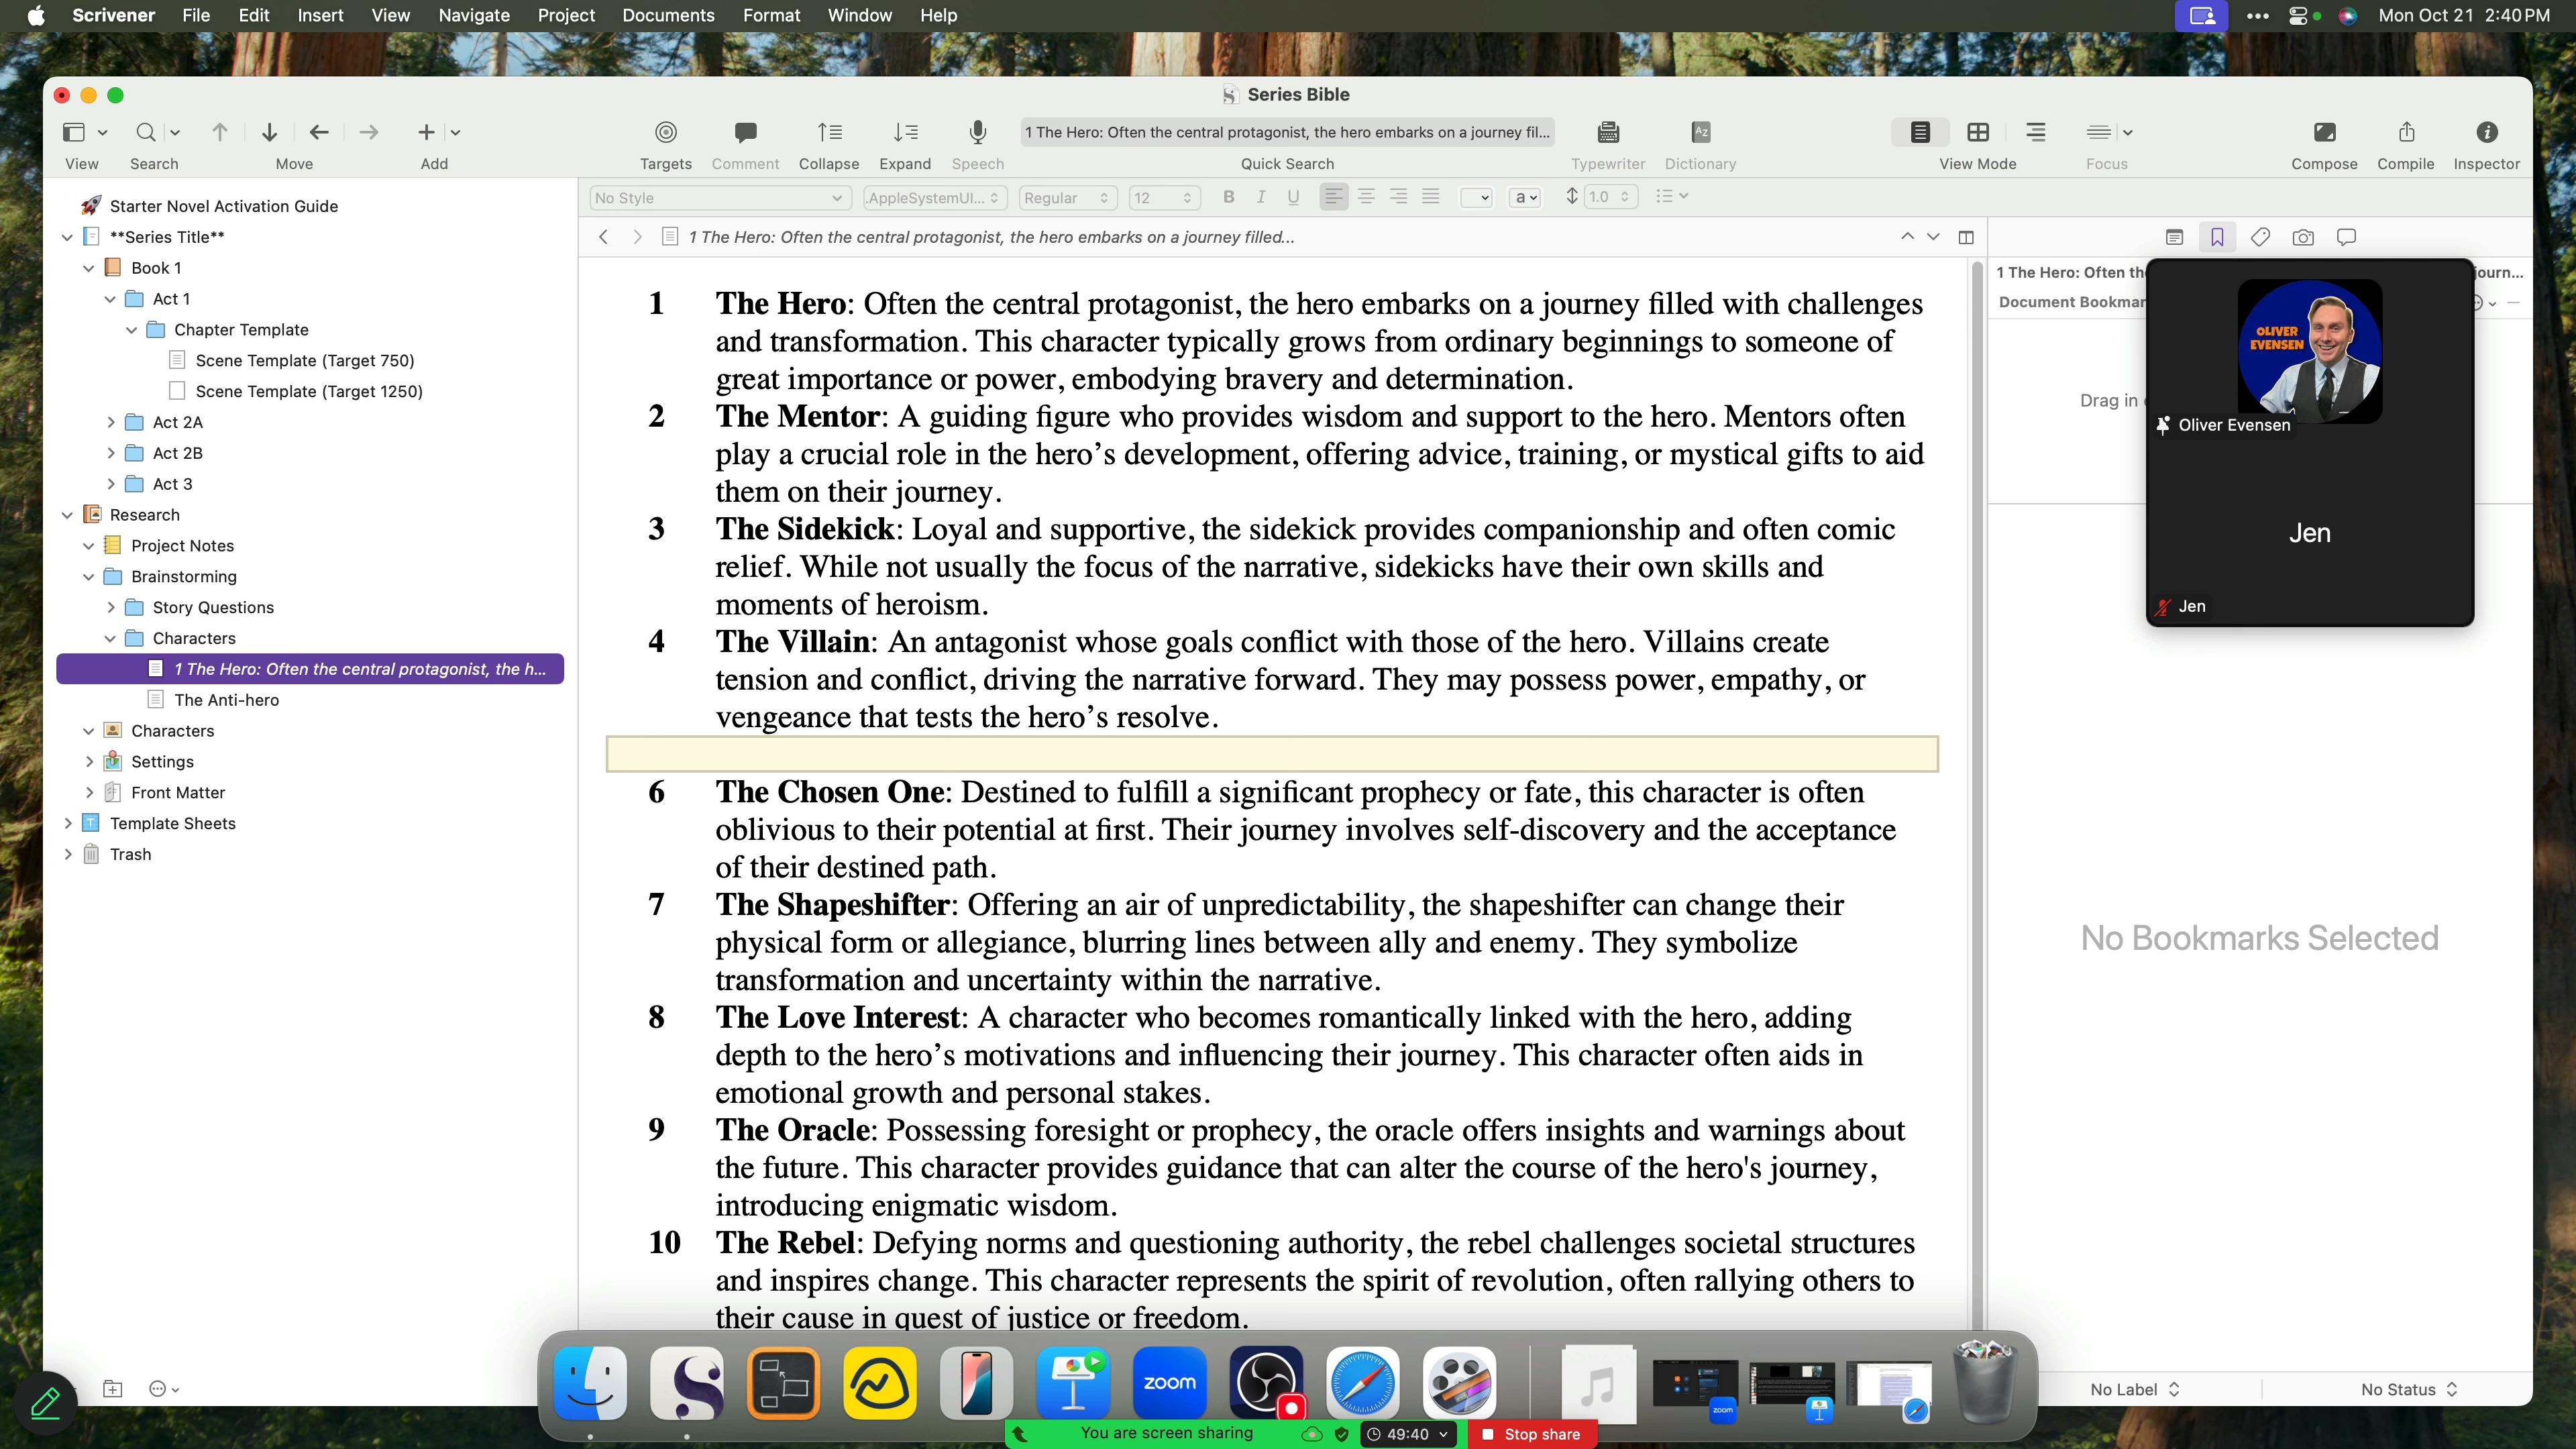 Scrivener File Edit Insert View Navigate Project Documents Format Window Help Mon Oct 21 2:40 PM
Series Bible
1 The Hero: Often the central protagonist, the hero embarks on a journey fil...
View Search Move Add Targets Comment Collapse Expand Speech Quick Search Typewriter Dictionary View Mode Focus Compose Compile Inspector
No Style .AppleSystemUI... Regular 12 B I U a 1.0
Starter Novel Activation Guide
**Series Title**
Book 1
Act 1
Chapter Template
Scene Template (Target 750)
Scene Template (Target 1250)
Act 2A
Act 2B
Act 3
Research
Project Notes
Brainstorming
Story Questions
Characters
1 The Hero: Often the central protagonist, the h...
The Anti-hero
Characters
Settings
Front Matter
Template Sheets
Trash
1 The Hero: Often the central protagonist, the hero embarks on a journey filled...
1 The Hero: Often the central protagonist, the hero embarks on a journey filled with challenges
and transformation. This character typically grows from ordinary beginnings to someone of
great importance or power, embodying bravery and determination.
2 The Mentor: A guiding figure who provides wisdom and support to the hero. Mentors often
play a crucial role in the hero’s development, offering advice, training, or mystical gifts to aid
them on their journey.
3 The Sidekick: Loyal and supportive, the sidekick provides companionship and often comic
relief. While not usually the focus of the narrative, sidekicks have their own skills and
moments of heroism.
4 The Villain: An antagonist whose goals conflict with those of the hero. Villains create
tension and conflict, driving the narrative forward. They may possess power, empathy, or
vengeance that tests the hero’s resolve.
6 The Chosen One: Destined to fulfill a significant prophecy or fate, this character is often
oblivious to their potential at first. Their journey involves self-discovery and the acceptance
of their destined path.
7 The Shapeshifter: Offering an air of unpredictability, the shapeshifter can change their
physical form or allegiance, blurring lines between ally and enemy. They symbolize
transformation and uncertainty within the narrative.
8 The Love Interest: A character who becomes romantically linked with the hero, adding
depth to the hero’s motivations and influencing their journey. This character often aids in
emotional growth and personal stakes.
9 The Oracle: Possessing foresight or prophecy, the oracle offers insights and warnings about
the future. This character provides guidance that can alter the course of the hero's journey,
introducing enigmatic wisdom.
10 The Rebel: Defying norms and questioning authority, the rebel challenges societal structures
and inspires change. This character represents the spirit of revolution, often rallying others to
their cause in quest of justice or freedom.
1 The Hero: Often th journ...
Document Bookmar
Drag in
OLIVER
EVENSEN
Oliver Evensen
Jen
Jen
No Bookmarks Selected
No Label No Status
zoom
zoom
You are screen sharing 49:40 Stop share